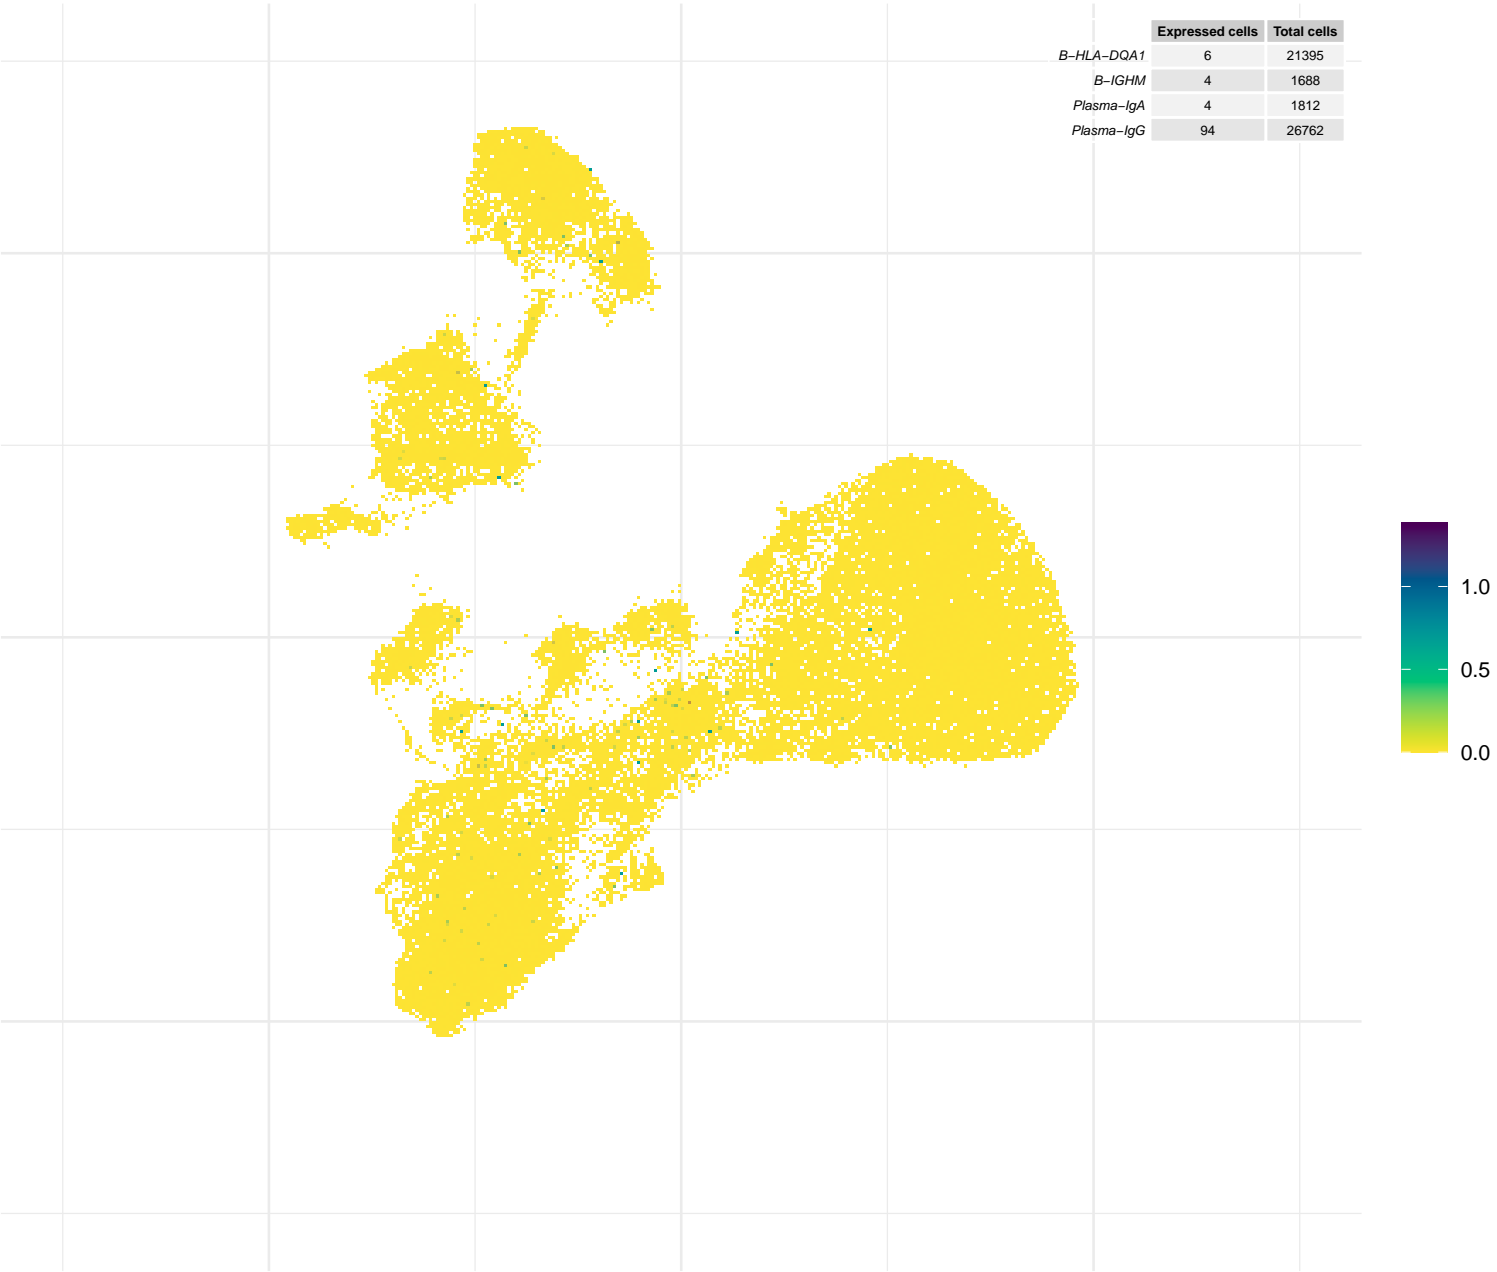 Expressed cells Total cells
B−HLA−DQA1 6 21395
B−IGHM 4 1688
Plasma−IgA 4 1812
Plasma−IgG 94 26762
1.0
0.5
0.0